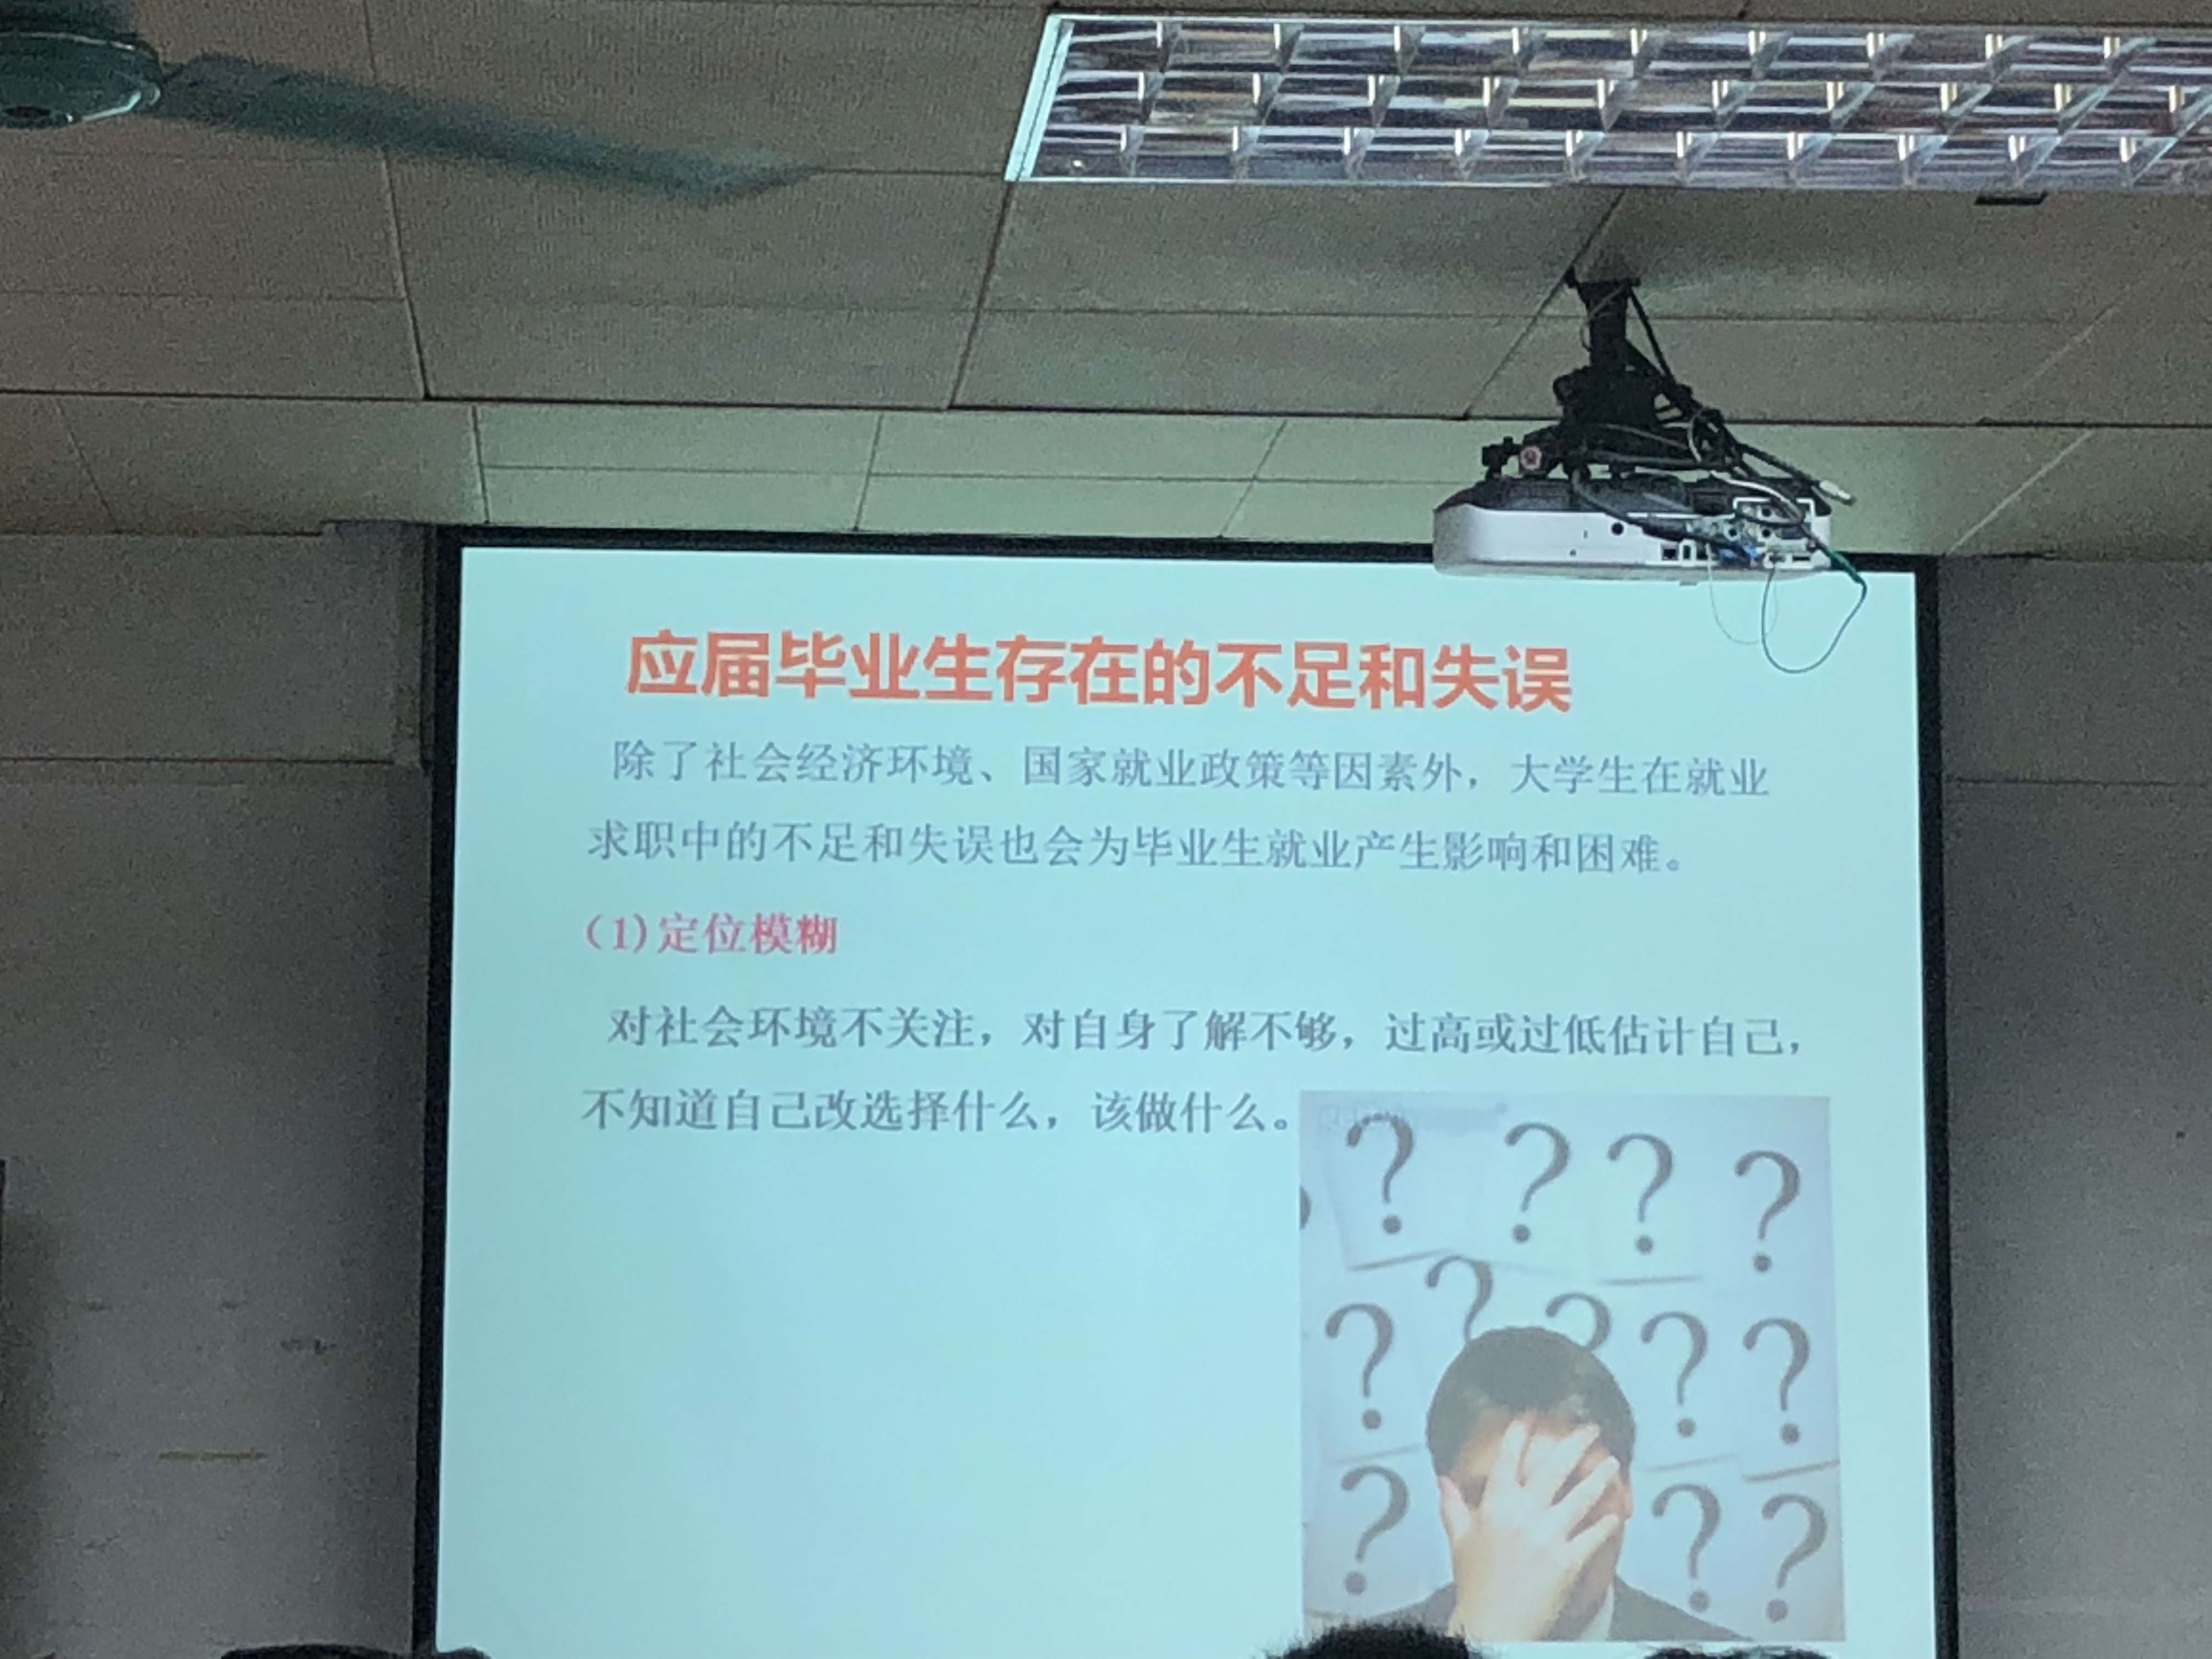 应届毕业生存在的不足和失误
除了社会经济环境、国家就业政策等因素外，大学生在就业
求职中的不足和失误也会为毕业生就业产生影响和困难。
（1）定位模糊
对社会环境不关注，对自身了解不够，过高或过低估计自己，
不知道自己改选择什么，该做什么。
? ? ? ?
? ?
? ? ?
? ? ?